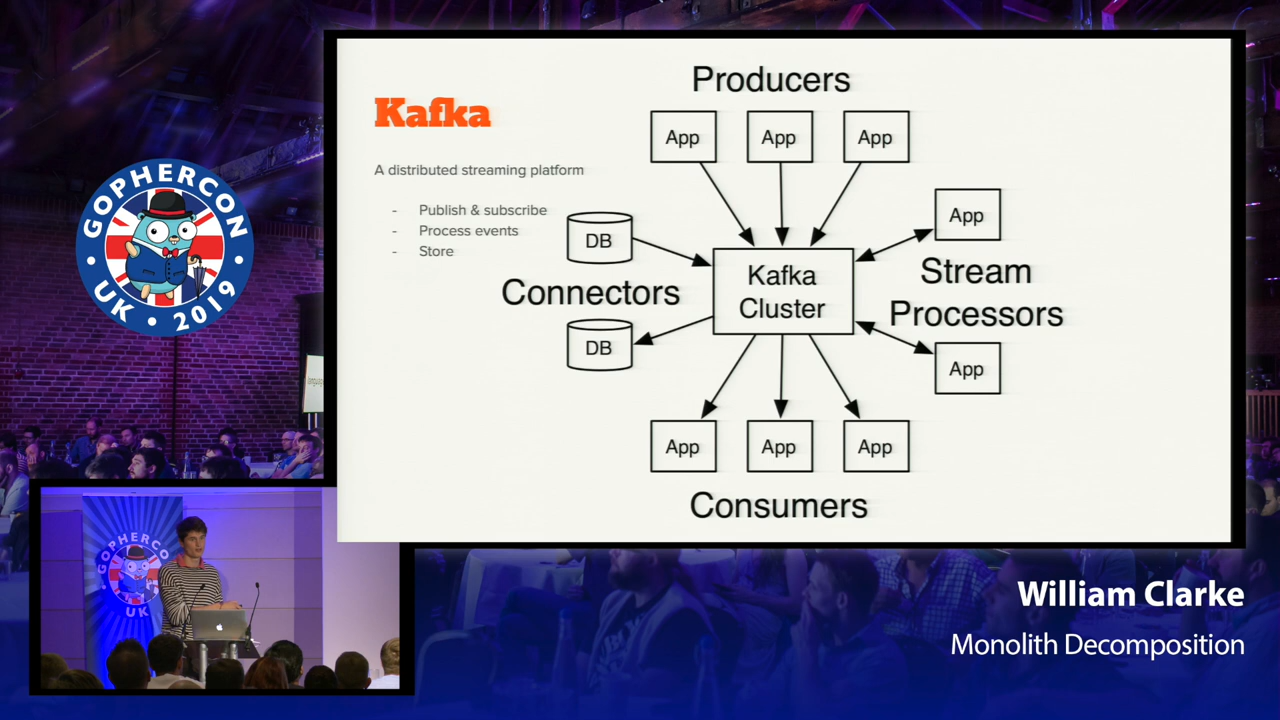 GOPHERCON
UK • 2019
Kafka
A distributed streaming platform
- Publish & subscribe
- Process events
- Store
Producers
App
App
App
DB
App
Connectors
Kafka
Cluster
Stream
Processors
DB
App
App
App
App
Consumers
GOPHERCON
UK
William Clarke
Monolith Decomposition